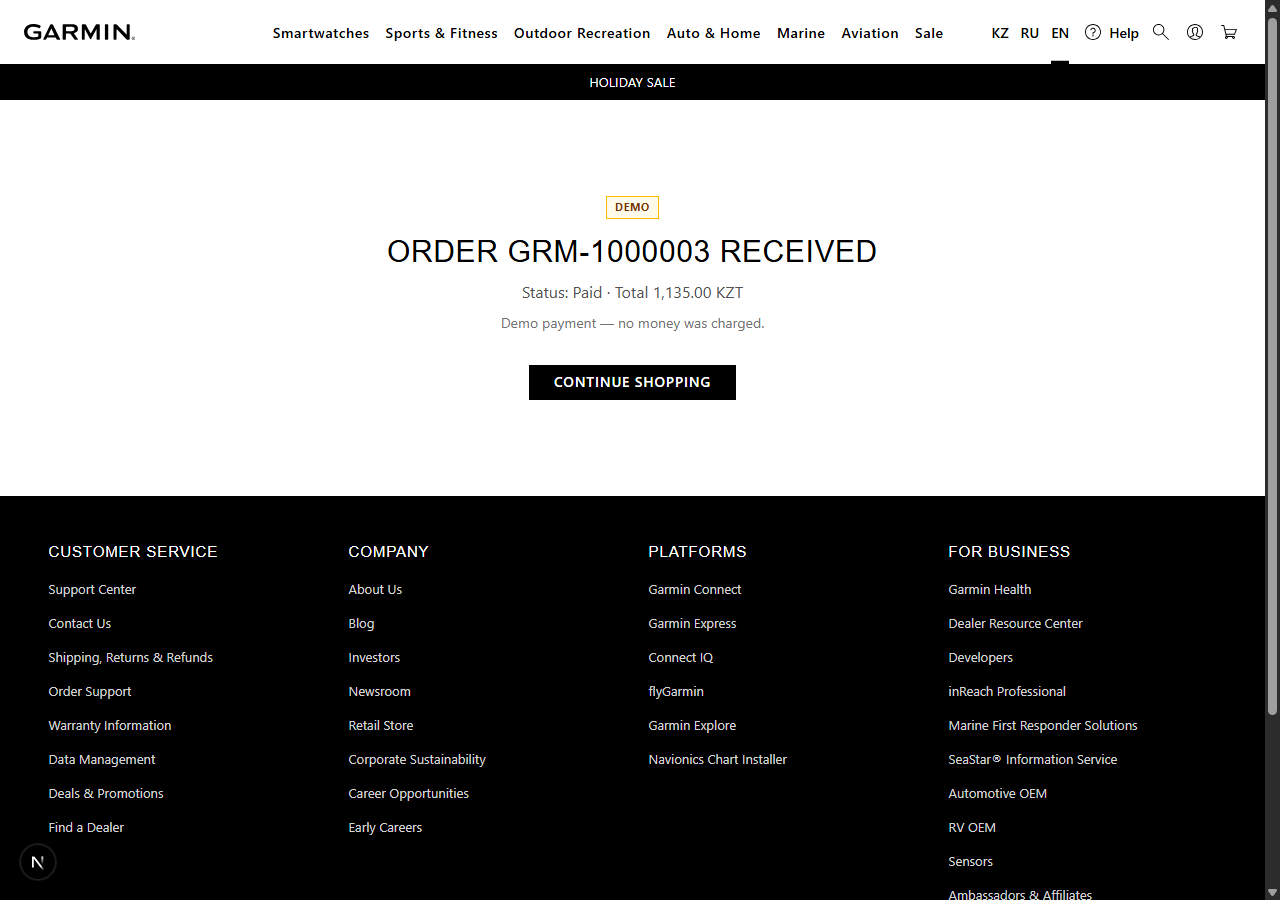 GARMIN.
Smartwatches Sports & Fitness Outdoor Recreation Auto & Home Marine Aviation Sale KZ RU EN ? Help
HOLIDAY SALE
DEMO
ORDER GRM-1000003 RECEIVED
Status: Paid · Total 1,135.00 KZT
Demo payment — no money was charged.
CONTINUE SHOPPING
CUSTOMER SERVICE
Support Center
Contact Us
Shipping, Returns & Refunds
Order Support
Warranty Information
Data Management
Deals & Promotions
Find a Dealer
COMPANY
About Us
Blog
Investors
Newsroom
Retail Store
Corporate Sustainability
Career Opportunities
Early Careers
PLATFORMS
Garmin Connect
Garmin Express
Connect IQ
flyGarmin
Garmin Explore
Navionics Chart Installer
FOR BUSINESS
Garmin Health
Dealer Resource Center
Developers
inReach Professional
Marine First Responder Solutions
SeaStar® Information Service
Automotive OEM
RV OEM
Sensors
Ambassadors & Affiliates
N